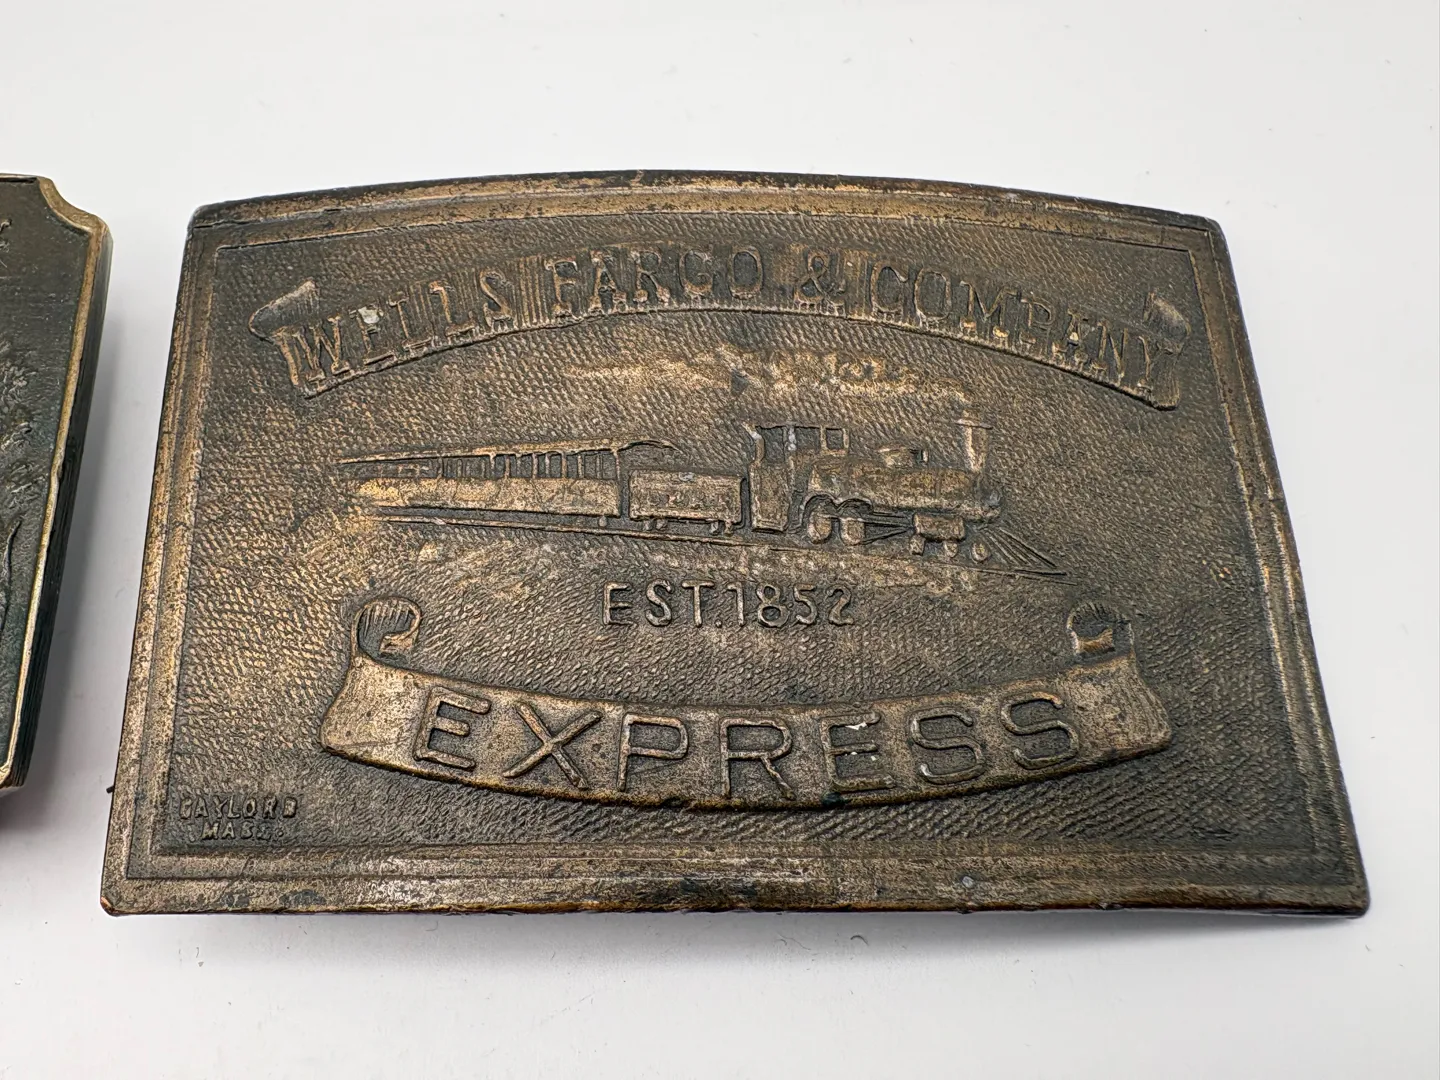 WELLS FARGO & COMPANY
EST. 1852
EXPRESS
GAYLORD
MASS.